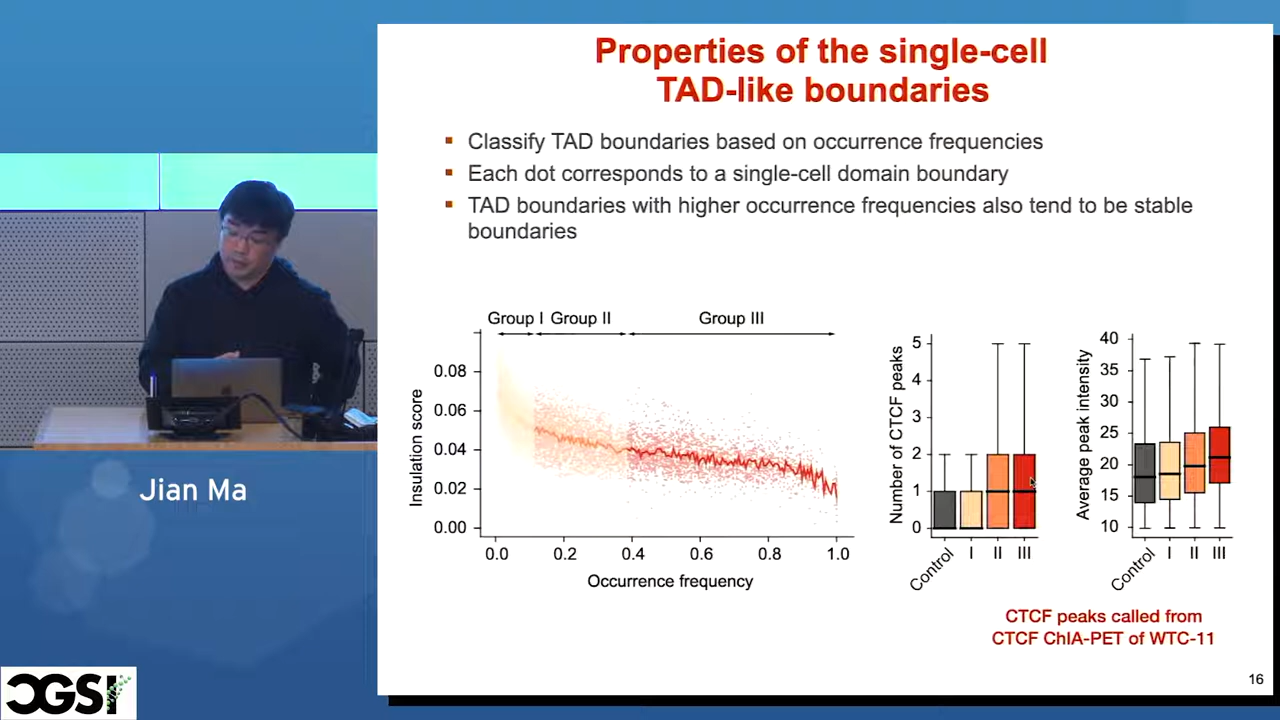 Properties of the single-cell
TAD-like boundaries
Classify TAD boundaries based on occurrence frequencies
Each dot corresponds to a single-cell domain boundary
TAD boundaries with higher occurrence frequencies also tend to be stable
boundaries
Group I Group II Group III
Insulation score
0.08
0.06
0.04
0.02
0.00
0.0 0.2 0.4 0.6 0.8 1.0
Occurrence frequency
Number of CTCF peaks
5
4
3
2
1
0
Control I II III
Average peak intensity
40
35
30
25
20
15
10
Control I II III
CTCF peaks called from
CTCF ChIA-PET of WTC-11
16
Jian Ma
CGSI